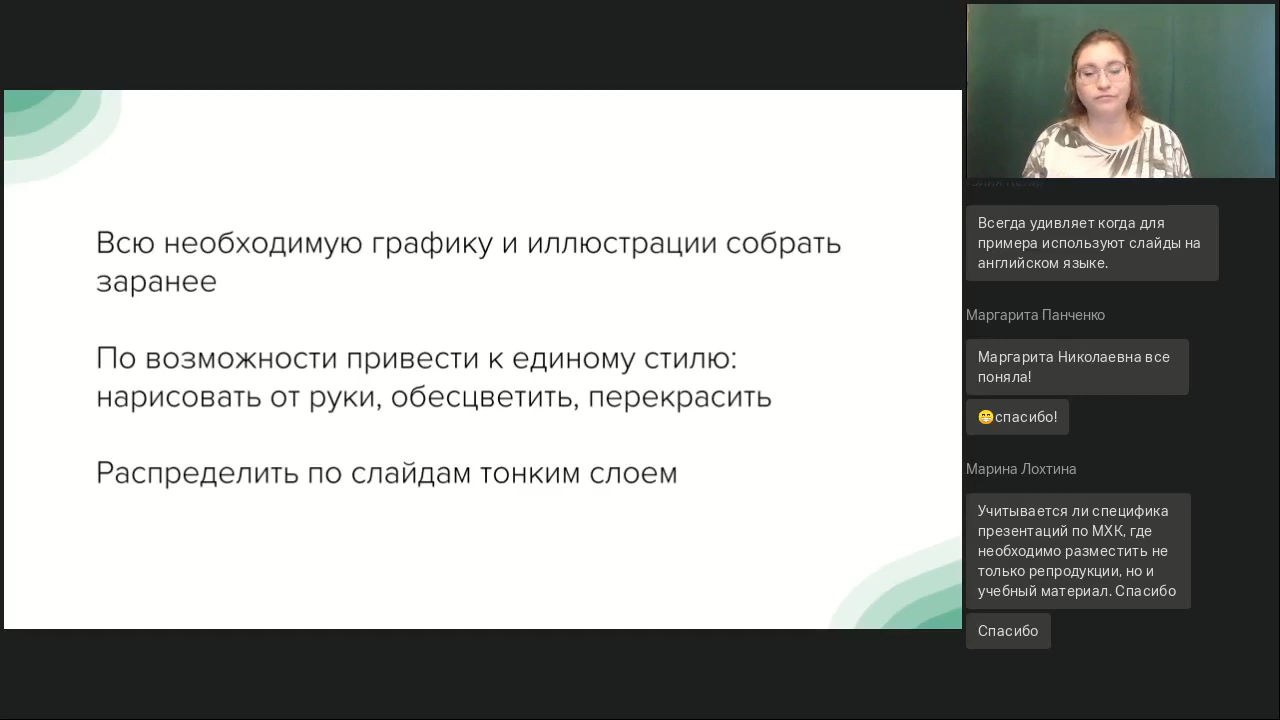 Всю необходимую графику и иллюстрации собрать
заранее
По возможности привести к единому стилю:
нарисовать от руки, обесцветить, перекрасить
Распределить по слайдам тонким слоем
Всегда удивляет когда для
примера используют слайды на
английском языке.
Маргарита Панченко
Маргарита Николаевна все
поняла!
😁спасибо!
Марина Лохтина
Учитывается ли специфика
презентаций по МХК, где
необходимо разместить не
только репродукции, но и
учебный материал. Спасибо
Спасибо